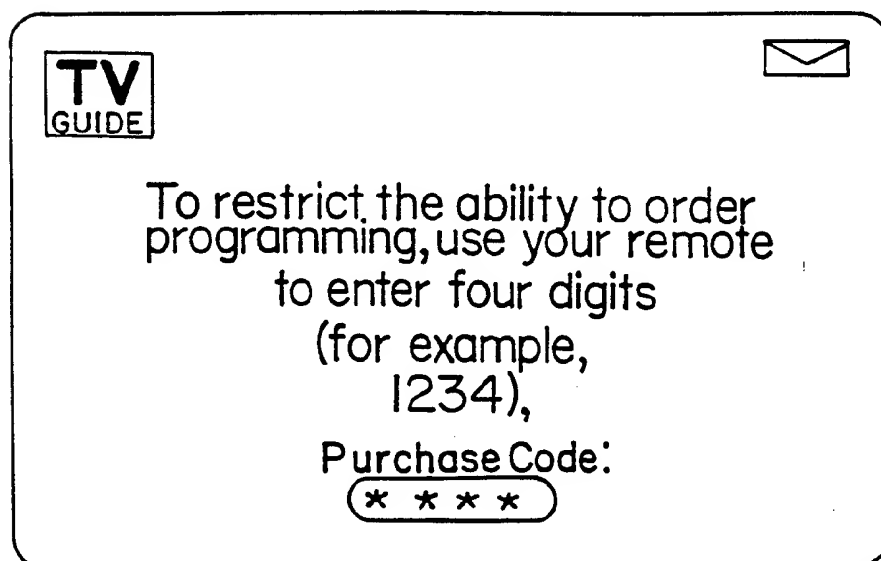 TV
GUIDE
To restrict the ability to order
programming, use your remote
to enter four digits
(for example,
1234),
Purchase Code:
* * * *